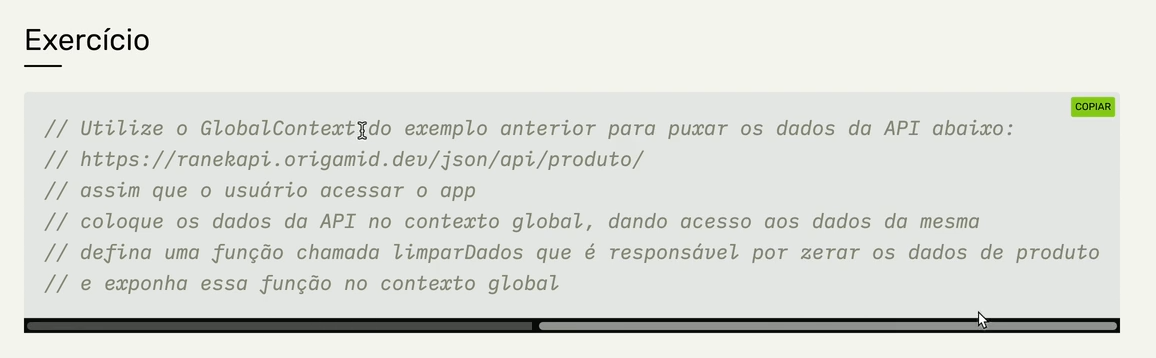 Exercício
COPIAR
// Utilize o GlobalContext do exemplo anterior para puxar os dados da API abaixo:
// https://ranekapi.origamid.dev/json/api/produto/
// assim que o usuário acessar o app
// coloque os dados da API no contexto global, dando acesso aos dados da mesma
// defina uma função chamada limparDados que é responsável por zerar os dados de produto
// e exponha essa função no contexto global